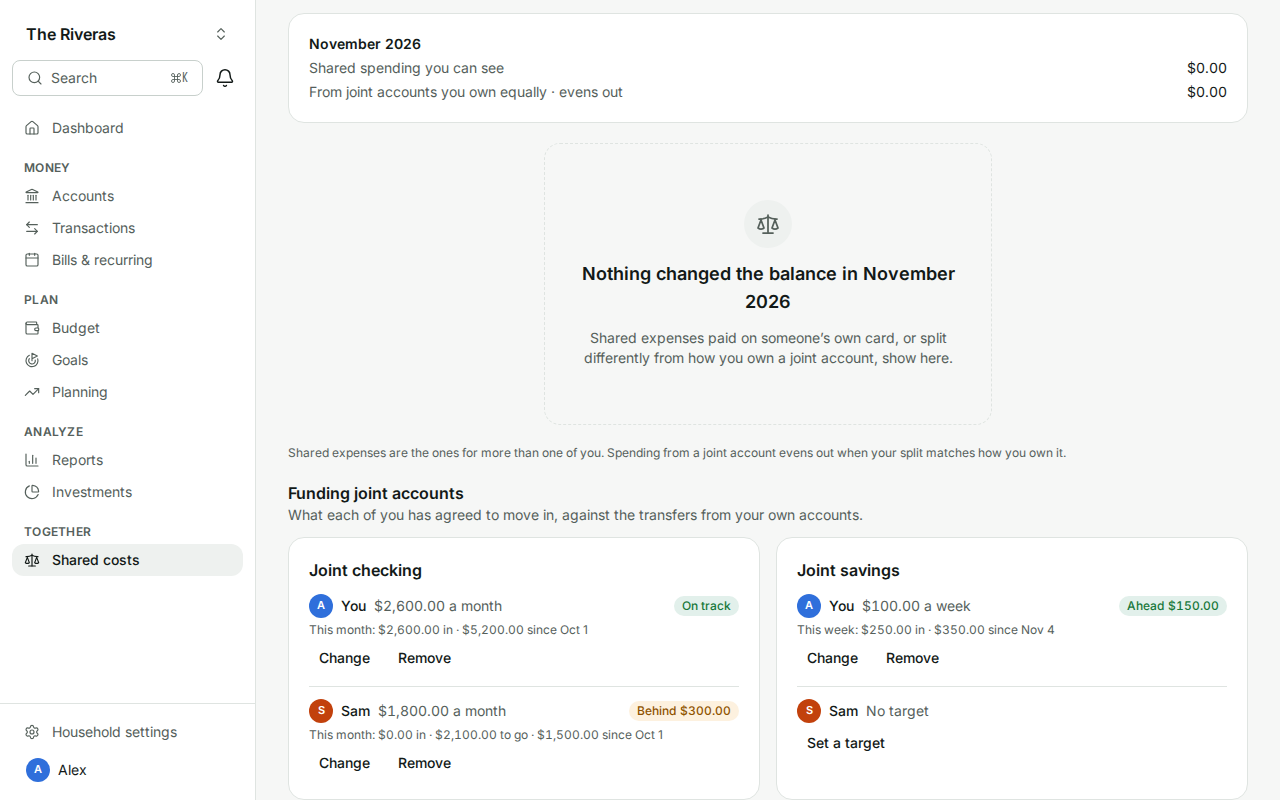 The Riveras
Search ⌘K
Dashboard
MONEY
Accounts
Transactions
Bills & recurring
PLAN
Budget
Goals
Planning
ANALYZE
Reports
Investments
TOGETHER
Shared costs
Household settings
A Alex
November 2026
Shared spending you can see $0.00
From joint accounts you own equally · evens out $0.00
Nothing changed the balance in November
2026
Shared expenses paid on someone’s own card, or split
differently from how you own a joint account, show here.
Shared expenses are the ones for more than one of you. Spending from a joint account evens out when your split matches how you own it.
Funding joint accounts
What each of you has agreed to move in, against the transfers from your own accounts.
Joint checking
A You $2,600.00 a month On track
This month: $2,600.00 in · $5,200.00 since Oct 1
Change Remove
S Sam $1,800.00 a month Behind $300.00
This month: $0.00 in · $2,100.00 to go · $1,500.00 since Oct 1
Change Remove
Joint savings
A You $100.00 a week Ahead $150.00
This week: $250.00 in · $350.00 since Nov 4
Change Remove
S Sam No target
Set a target